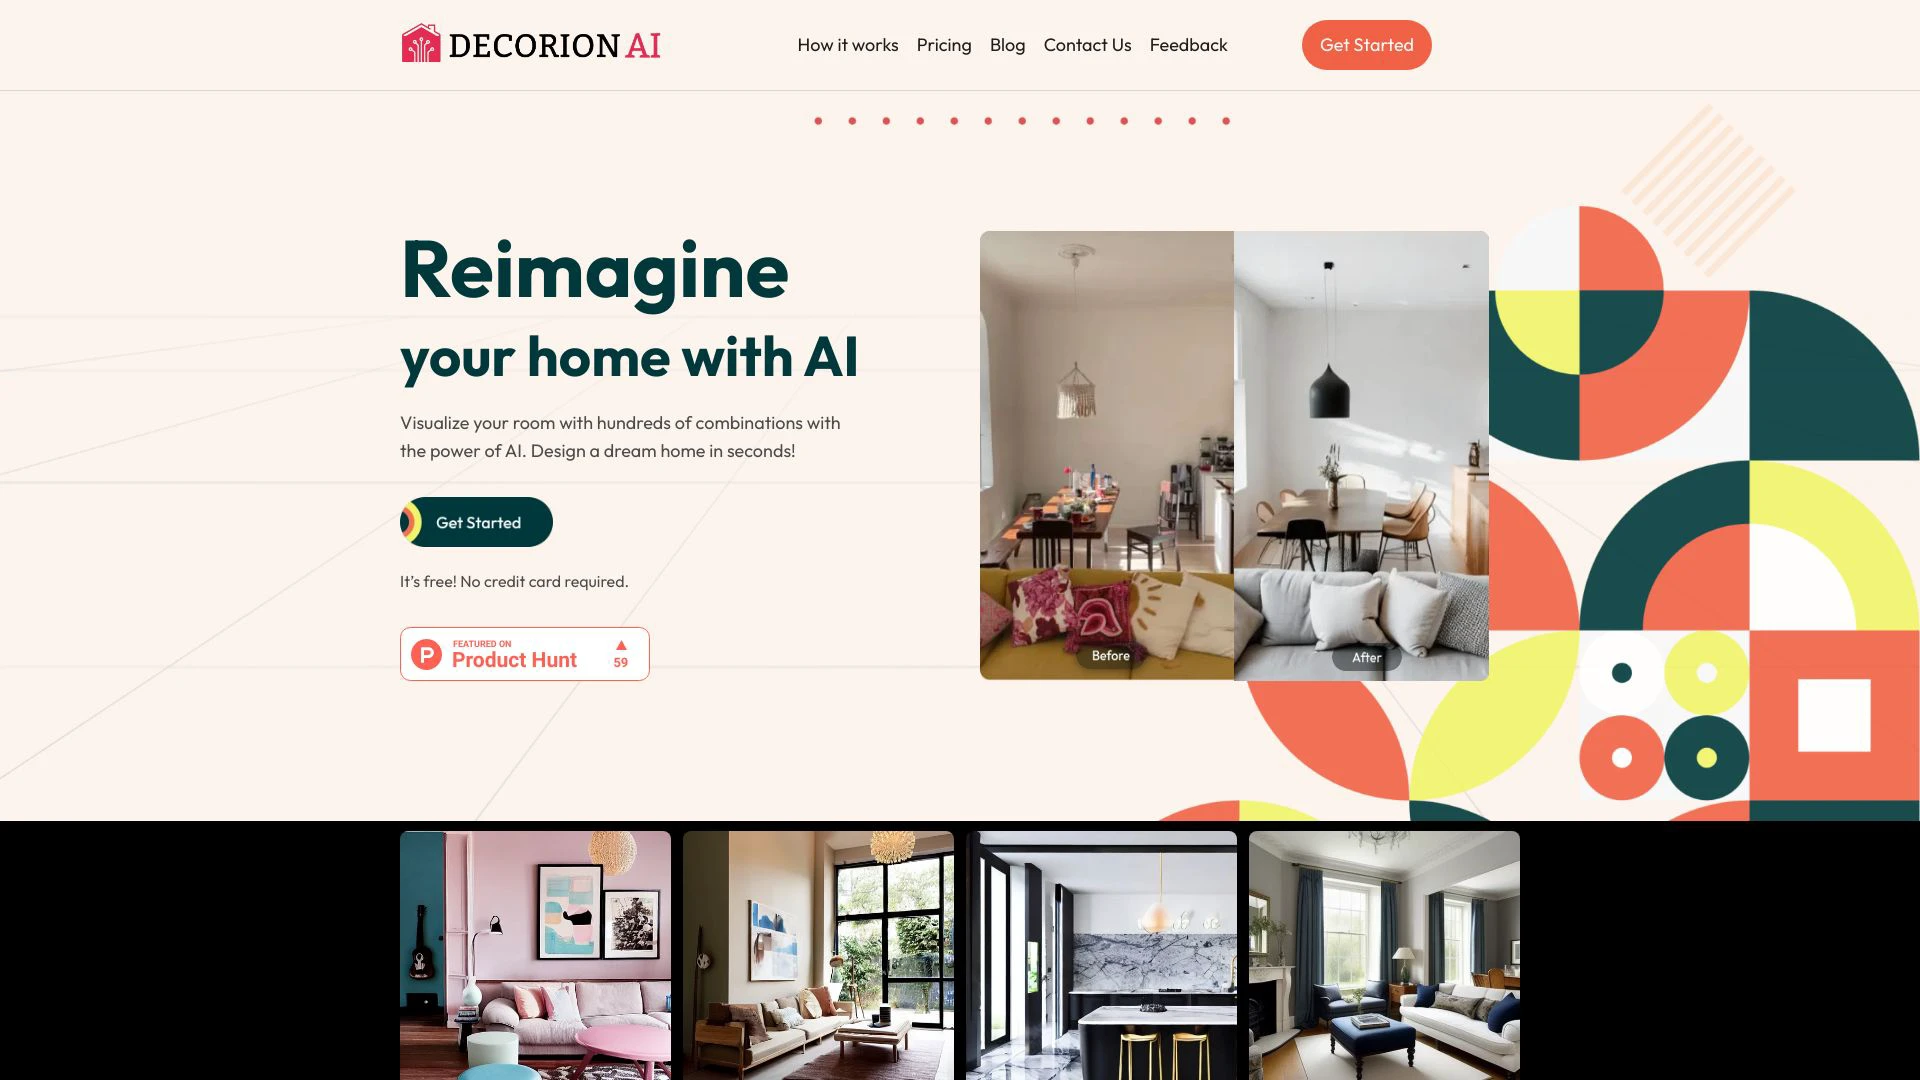 DECORION AI
How it works
Pricing
Blog
Contact Us
Feedback
Get Started
Reimagine
your home with AI
Visualize your room with hundreds of combinations with
the power of AI. Design a dream home in seconds!
Get Started
It's free! No credit card required.
P
FEATURED ON
Product Hunt
▲
59
Before
After